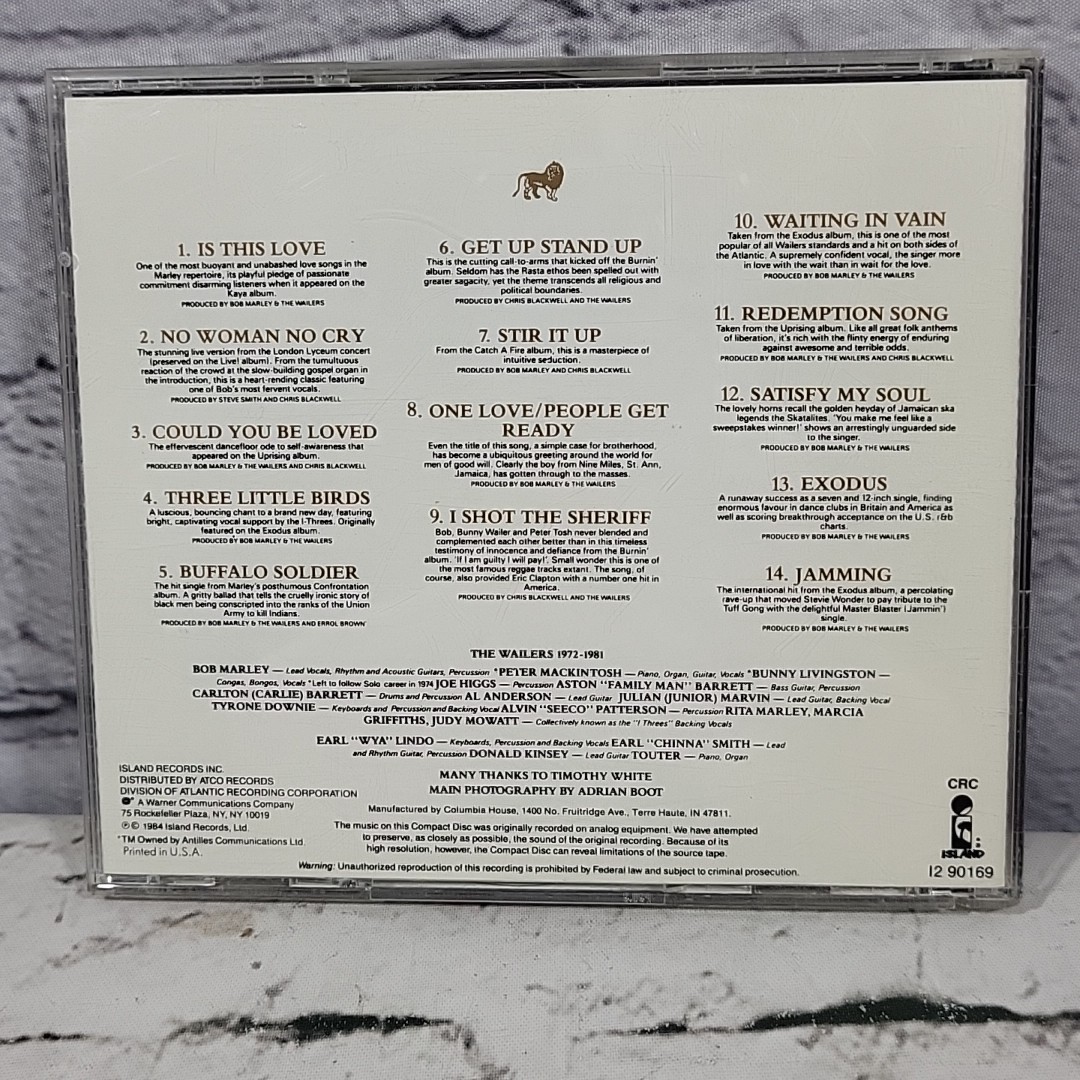 1. IS THIS LOVE
One of the most buoyant and unabashed love songs in the
Marley repertoire, its playful pledge of passionate
commitment disarming listeners when it appeared on the
Kaya album.
PRODUCED BY BOB MARLEY & THE WAILERS
2. NO WOMAN NO CRY
The stunning live version from the London Lyceum concert
(preserved on the Live! album). From the tumultuous
reaction of the crowd at the slow-building gospel organ in
the introduction, this is a heart-rending classic featuring
one of Bob's most fervent vocals.
PRODUCED BY STEVE SMITH AND CHRIS BLACKWELL
3. COULD YOU BE LOVED
The effervescent dancefloor ode to self-awareness that
appeared on the Uprising album.
PRODUCED BY BOB MARLEY & THE WAILERS AND CHRIS BLACKWELL
4. THREE LITTLE BIRDS
A luscious, bouncing chant to a brand new day, featuring
bright, captivating vocal support by the I-Threes. Originally
featured on the Exodus album.
PRODUCED BY BOB MARLEY & THE WAILERS
5. BUFFALO SOLDIER
The hit single from Marley's posthumous Confrontation
album. A gritty ballad that tells the cruelly ironic story of
black men being conscripted into the ranks of the Union
Army to kill Indians.
PRODUCED BY BOB MARLEY & THE WAILERS AND ERROL BROWN
6. GET UP STAND UP
This is the cutting call-to-arms that kicked off the Burnin'
album. Seldom has the Rasta ethos been spelled out with
greater sagacity, yet the theme transcends all religious and
political boundaries.
PRODUCED BY CHRIS BLACKWELL AND THE WAILERS
7. STIR IT UP
From the Catch A Fire album, this is a masterpiece of
intuitive seduction.
PRODUCED BY BOB MARLEY AND CHRIS BLACKWELL
8. ONE LOVE/PEOPLE GET
READY
Even the title of this song, a simple case for brotherhood,
has become a ubiquitous greeting around the world for
men of good will. Clearly the boy from Nine Miles, St. Ann,
Jamaica, has gotten through to the masses.
PRODUCED BY BOB MARLEY & THE WAILERS
9. I SHOT THE SHERIFF
Bob, Bunny Wailer and Peter Tosh never blended and
complemented each other better than in this timeless
testimony of innocence and defiance from the Burnin'
album. 'If I am guilty I will pay!'. Small wonder this is one of
the most famous reggae tracks extant. The song, of
course, also provided Eric Clapton with a number one hit in
America.
PRODUCED BY CHRIS BLACKWELL AND THE WAILERS
10. WAITING IN VAIN
Taken from the Exodus album, this is one of the most
popular of all Wailers standards and a hit on both sides of
the Atlantic. A supremely confident vocal, the singer more
in love with the wait than in wait for the love.
PRODUCED BY BOB MARLEY & THE WAILERS
11. REDEMPTION SONG
Taken from the Uprising album. Like all great folk anthems
of liberation, it's rich with the flinty energy of enduring
against awesome and terrible odds.
PRODUCED BY BOB MARLEY & THE WAILERS AND CHRIS BLACKWELL
12. SATISFY MY SOUL
The lovely horns recall the golden heyday of Jamaican ska
legends the Skatalites. 'You make me feel like a
sweepstakes winner!' shows an arrestingly unguarded side
to the singer.
PRODUCED BY BOB MARLEY & THE WAILERS
13. EXODUS
A runaway success as a seven and 12-inch single, finding
enormous favour in dance clubs in Britain and America as
well as scoring breakthrough acceptance on the U.S. r&b
charts.
PRODUCED BY BOB MARLEY & THE WAILERS
14. JAMMING
The international hit from the Exodus album, a percolating
rave-up that moved Stevie Wonder to pay tribute to the
Tuff Gong with the delightful Master Blaster (Jammin')
single.
PRODUCED BY BOB MARLEY & THE WAILERS
THE WAILERS 1972-1981
BOB MARLEY — Lead Vocals, Rhythm and Acoustic Guitars, Percussion *PETER MACKINTOSH — Piano, Organ, Guitar, Vocals *BUNNY LIVINGSTON —
Congas, Bongos, Vocals *Left to follow Solo career in 1974 JOE HIGGS — Percussion ASTON "FAMILY MAN" BARRETT — Bass Guitar, Percussion
CARLTON (CARLIE) BARRETT — Drums and Percussion AL ANDERSON — Lead Guitar JULIAN (JUNIOR) MARVIN — Lead Guitar, Backing Vocal
TYRONE DOWNIE — Keyboards and Percussion and Backing Vocal ALVIN "SEECO" PATTERSON — Percussion RITA MARLEY, MARCIA
GRIFFITHS, JUDY MOWATT — Collectively known as the "I Threes" Backing Vocals
EARL "WYA" LINDO — Keyboards, Percussion and Backing Vocals EARL "CHINNA" SMITH — Lead
and Rhythm Guitar, Percussion DONALD KINSEY — Lead Guitar TOUTER — Piano, Organ
MANY THANKS TO TIMOTHY WHITE
MAIN PHOTOGRAPHY BY ADRIAN BOOT
ISLAND RECORDS INC.
DISTRIBUTED BY ATCO RECORDS
DIVISION OF ATLANTIC RECORDING CORPORATION
A Warner Communications Company
75 Rockefeller Plaza, NY, NY 10019
℗© 1984 Island Records, Ltd.
*TM Owned by Antilles Communications Ltd.
Printed in U.S.A.
Manufactured by Columbia House, 1400 No. Fruitridge Ave., Terre Haute, IN 47811.
The music on this Compact Disc was originally recorded on analog equipment. We have attempted
to preserve, as closely as possible, the sound of the original recording. Because of its
high resolution, however, the Compact Disc can reveal limitations of the source tape.
Warning: Unauthorized reproduction of this recording is prohibited by Federal law and subject to criminal prosecution.
CRC
ISLAND
12 90169